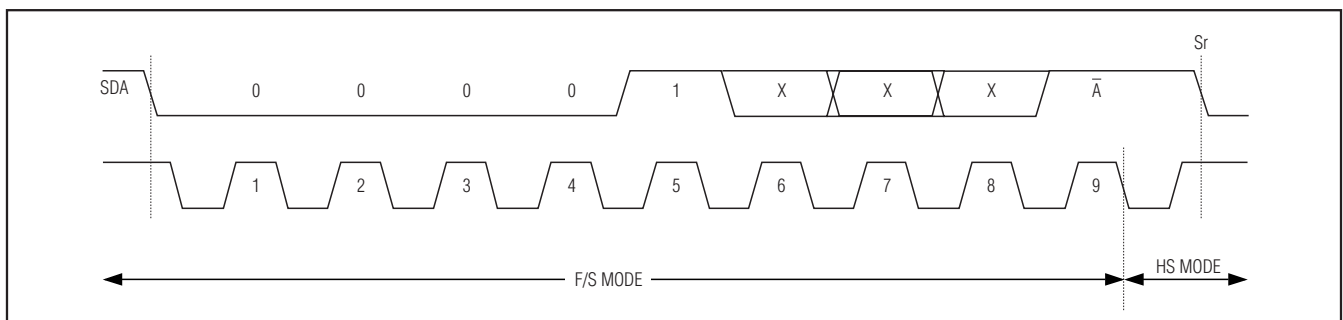 Sr
SDA 0 0 0 0 1 X X X A̅
1 2 3 4 5 6 7 8 9
F/S MODE HS MODE